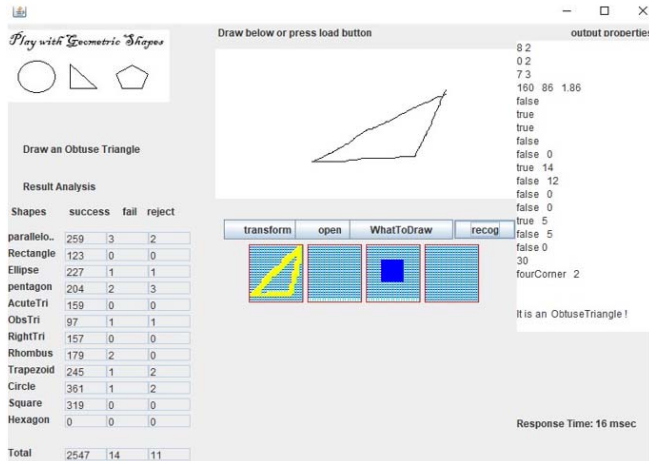 Play with Geometric Shapes
Draw an Obtuse Triangle
Result Analysis
Shapes success fail reject
parallelo.. 259 3 2
Rectangle 123 0 0
Ellipse 227 1 1
pentagon 204 2 3
AcuteTri 159 0 0
ObsTri 97 1 1
RightTri 157 0 0
Rhombus 179 2 0
Trapezoid 245 1 2
Circle 361 1 2
Square 319 0 0
Hexagon 0 0 0
Total 2547 14 11
Draw below or press load button
transform open WhatToDraw recog
output properties
8 2
0 2
7 3
160 86 1.86
false
true
true
false
false 0
true 14
false 12
false 0
false 0
true 5
false 5
false 0
30
fourCorner 2
It is an ObtuseTriangle !
Response Time: 16 msec